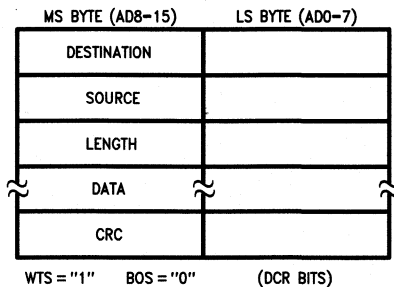 MS BYTE (AD8-15) LS BYTE (AD0-7)
DESTINATION
SOURCE
LENGTH
DATA
CRC
WTS = "1" BOS = "0" (DCR BITS)